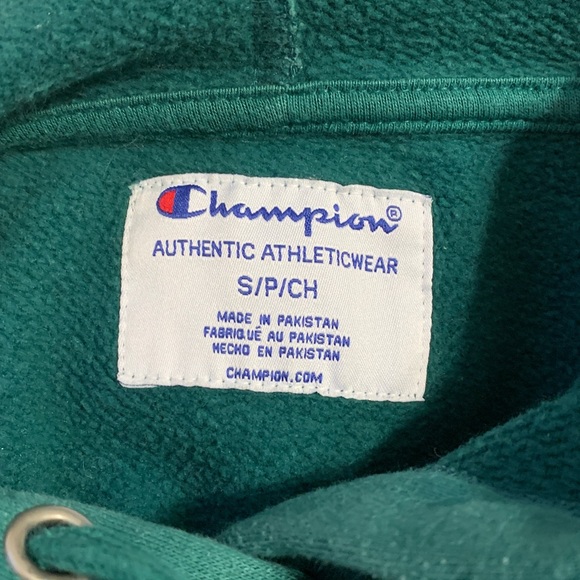 Champion®
AUTHENTIC ATHLETICWEAR
S/P/CH
MADE IN PAKISTAN
FABRIQUÉ AU PAKISTAN
HECHO EN PAKISTAN
CHAMPION.COM